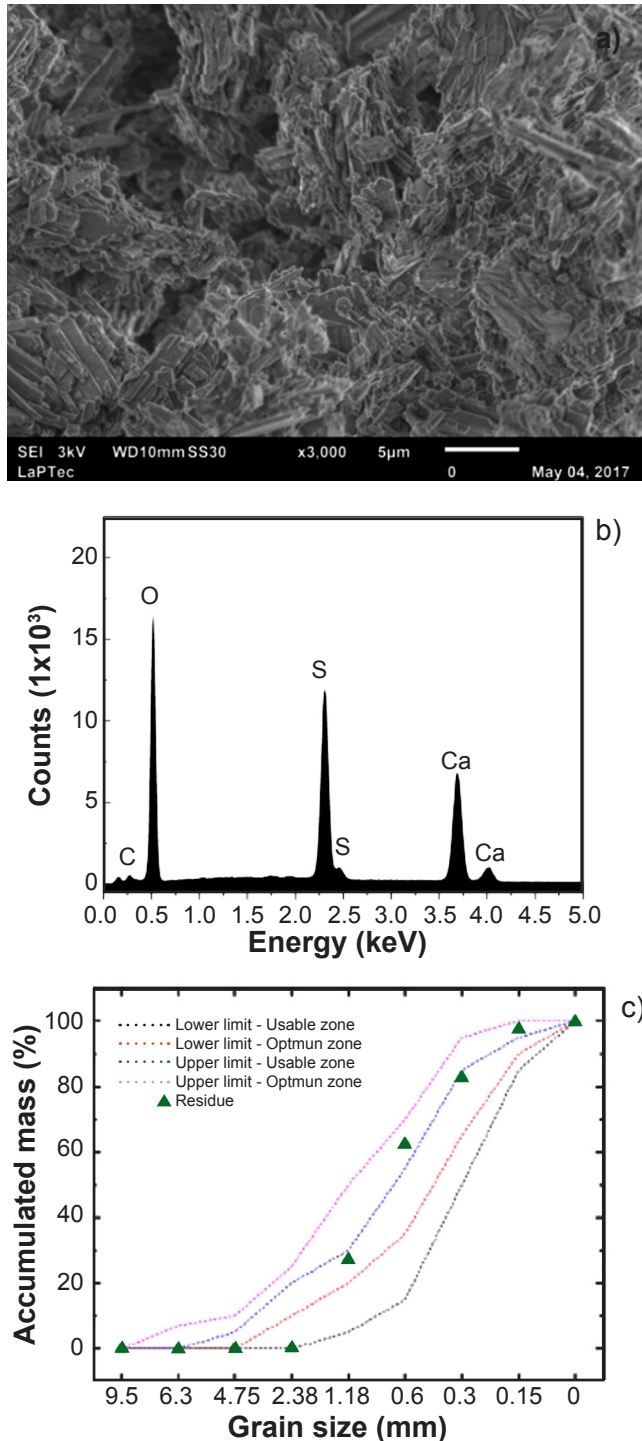 a)
SEI 3kV WD10mmSS30 x3,000 5µm
LaPTec 0 May 04, 2017
b)
20
15
10
5
0
Counts (1x10³)
O
C
S
S
Ca
Ca
0.0 0.5 1.0 1.5 2.0 2.5 3.0 3.5 4.0 4.5 5.0
Energy (keV)
c)
100
80
60
40
20
0
Accumulated mass (%)
Lower limit - Usable zone
Lower limit - Optmun zone
Upper limit - Usable zone
Upper limit - Optmun zone
Residue
9.5 6.3 4.75 2.38 1.18 0.6 0.3 0.15 0
Grain size (mm)